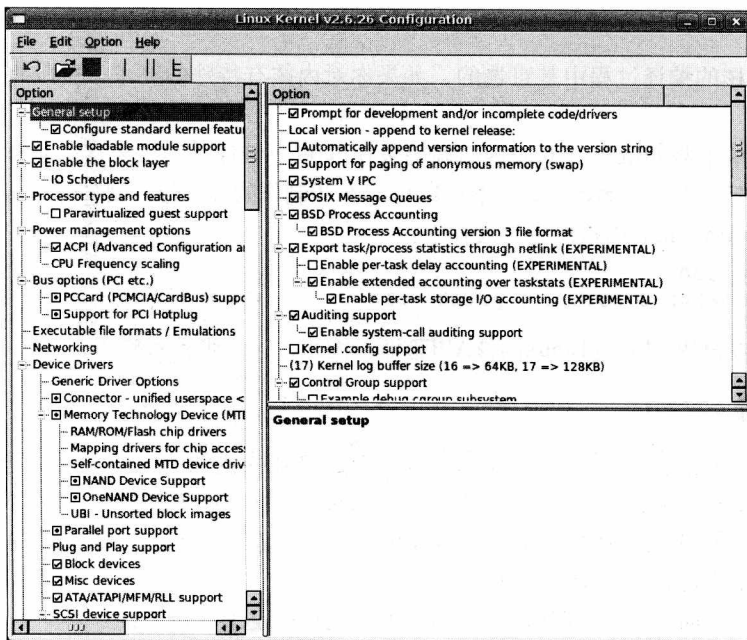 Linux Kernel v2.6.26 Configuration
File Edit Option Help
Option
General setup
Configure standard kernel featu
Enable loadable module support
Enable the block layer
IO Schedulers
Processor type and features
Paravirtualized guest support
Power management options
ACPI (Advanced Configuration a
CPU Frequency scaling
Bus options (PCI etc.)
PCCard (PCMCIA/CardBus) suppo
Support for PCI Hotplug
Executable file formats / Emulations
Networking
Device Drivers
Generic Driver Options
Connector - unified userspace <
Memory Technology Device (MTD
RAM/ROM/Flash chip drivers
Mapping drivers for chip acces
Self-contained MTD device driv
NAND Device Support
OneNAND Device Support
UBI - Unsorted block images
Parallel port support
Plug and Play support
Block devices
Misc devices
ATA/ATAPI/MFM/RLL support
SCSI device support
Option
Prompt for development and/or incomplete code/drivers
Local version - append to kernel release:
Automatically append version information to the version string
Support for paging of anonymous memory (swap)
System V IPC
POSIX Message Queues
BSD Process Accounting
BSD Process Accounting version 3 file format
Export task/process statistics through netlink (EXPERIMENTAL)
Enable per-task delay accounting (EXPERIMENTAL)
Enable extended accounting over taskstats (EXPERIMENTAL)
Enable per-task storage I/O accounting (EXPERIMENTAL)
Auditing support
Enable system-call auditing support
Kernel .config support
(17) Kernel log buffer size (16 => 64KB, 17 => 128KB)
Control Group support
Example debug cgroup subsystem
General setup